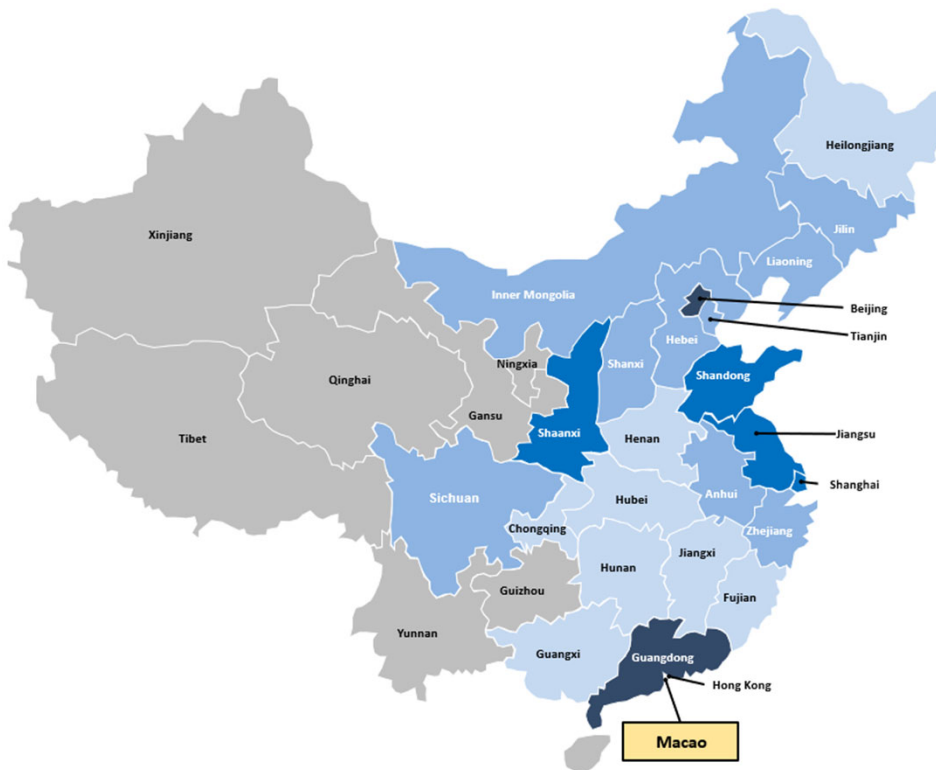 Heilongjiang
Xinjiang
Jilin
Liaoning
Inner Mongolia
Beijing
Tianjin
Hebei
Ningxia
Shanxi
Shandong
Qinghai
Gansu
Tibet
Shaanxi
Henan
Jiangsu
Shanghai
Sichuan
Anhui
Hubei
Chongqing
Zhejiang
Jiangxi
Hunan
Guizhou
Fujian
Yunnan
Guangxi
Guangdong
Hong Kong
Macao